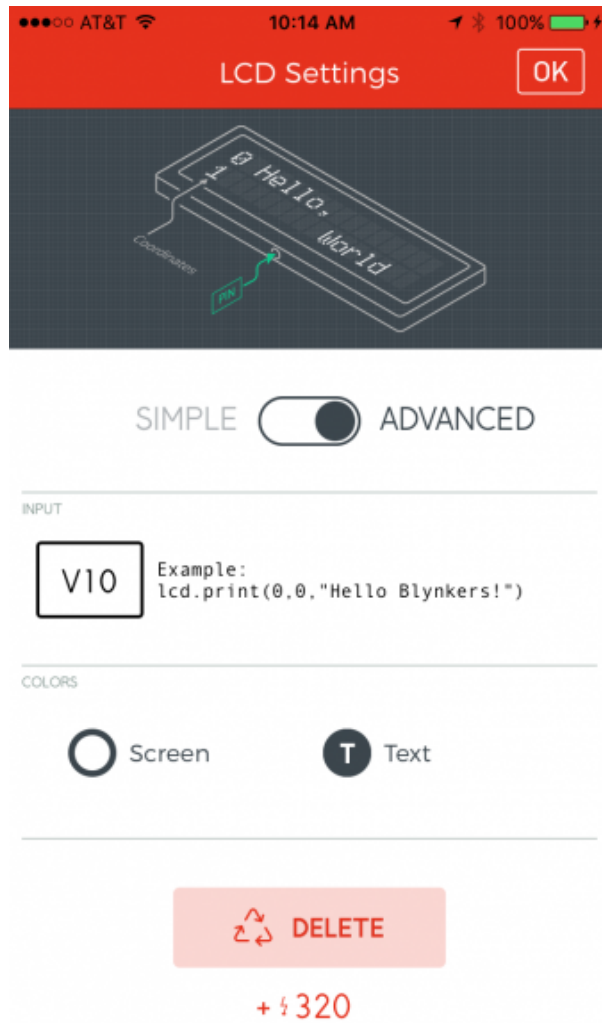 AT&T 10:14 AM 100%
LCD Settings OK
0 Hello,
1
World
Coordinates
PIN
SIMPLE ADVANCED
INPUT
V10
Example:
lcd.print(0,0,"Hello Blynkers!")
COLORS
Screen T Text
DELETE
+ 320